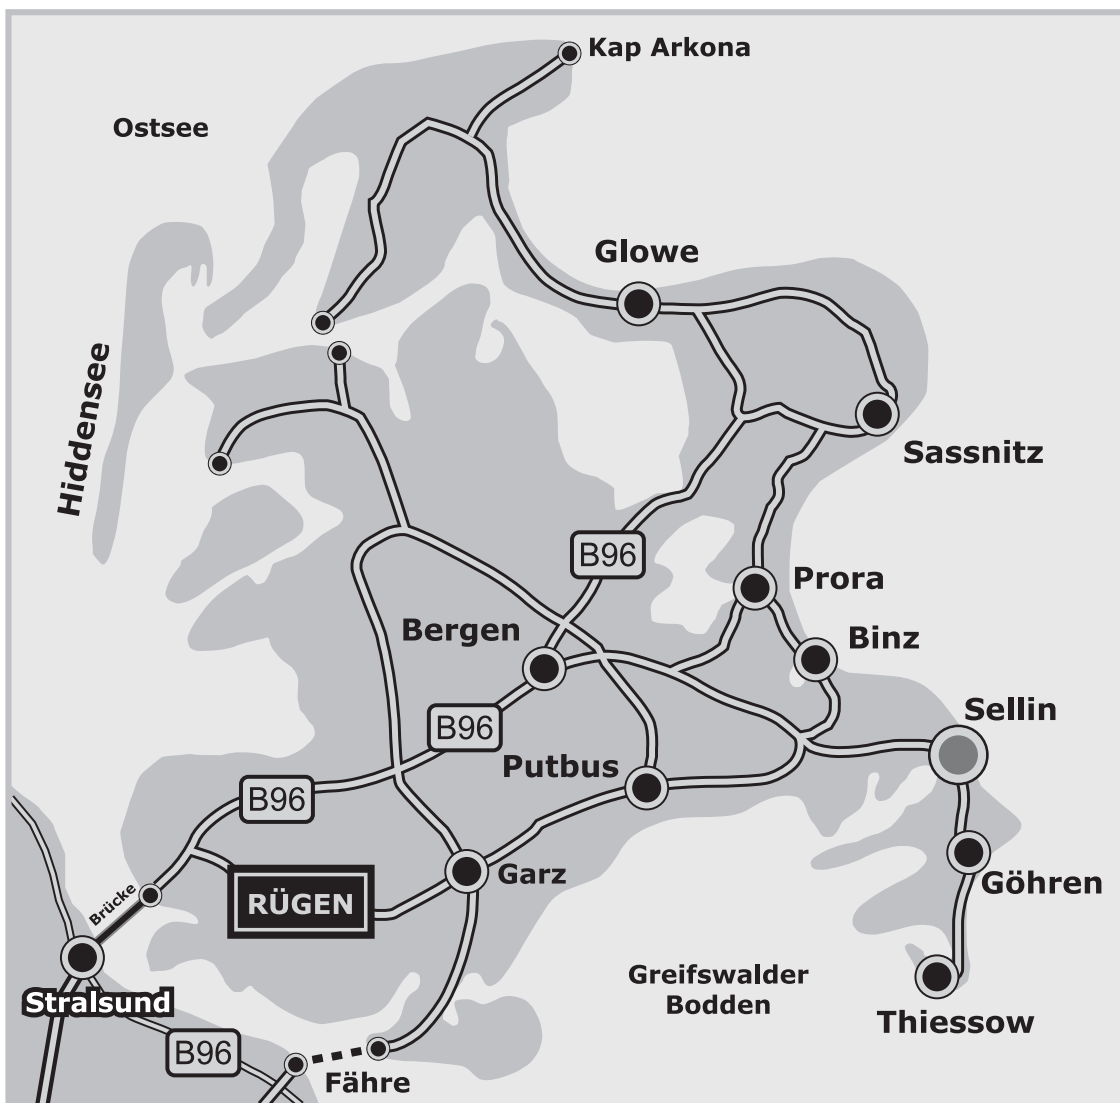 Kap Arkona
Ostsee
Glowe
Hiddensee
Sassnitz
B96
Prora
Bergen
Binz
Sellin
B96
Putbus
B96
Garz
Göhren
Brücke
RÜGEN
Greifswalder
Bodden
Stralsund
Thiessow
B96
Fähre